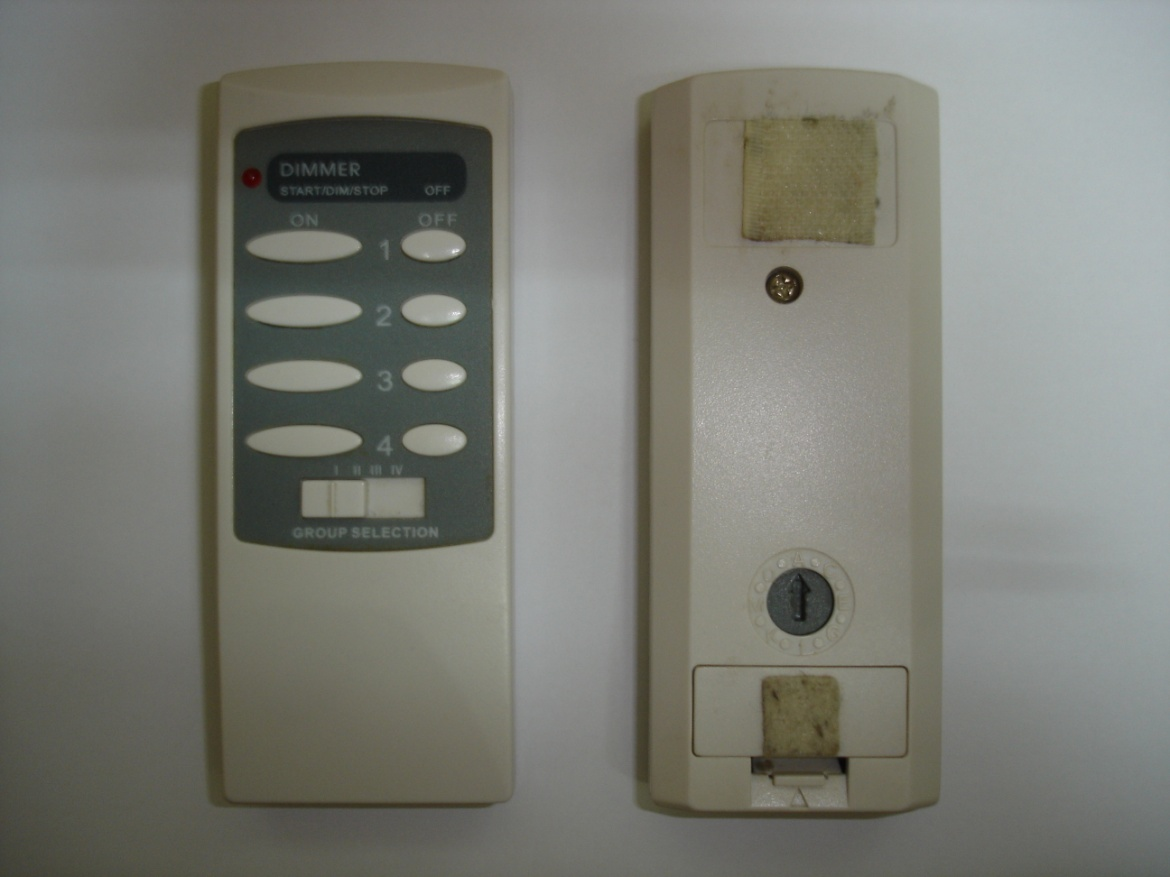 DIMMER
START/DIM/STOP OFF
ON OFF
1
2
3
4
I II III IV
GROUP SELECTION